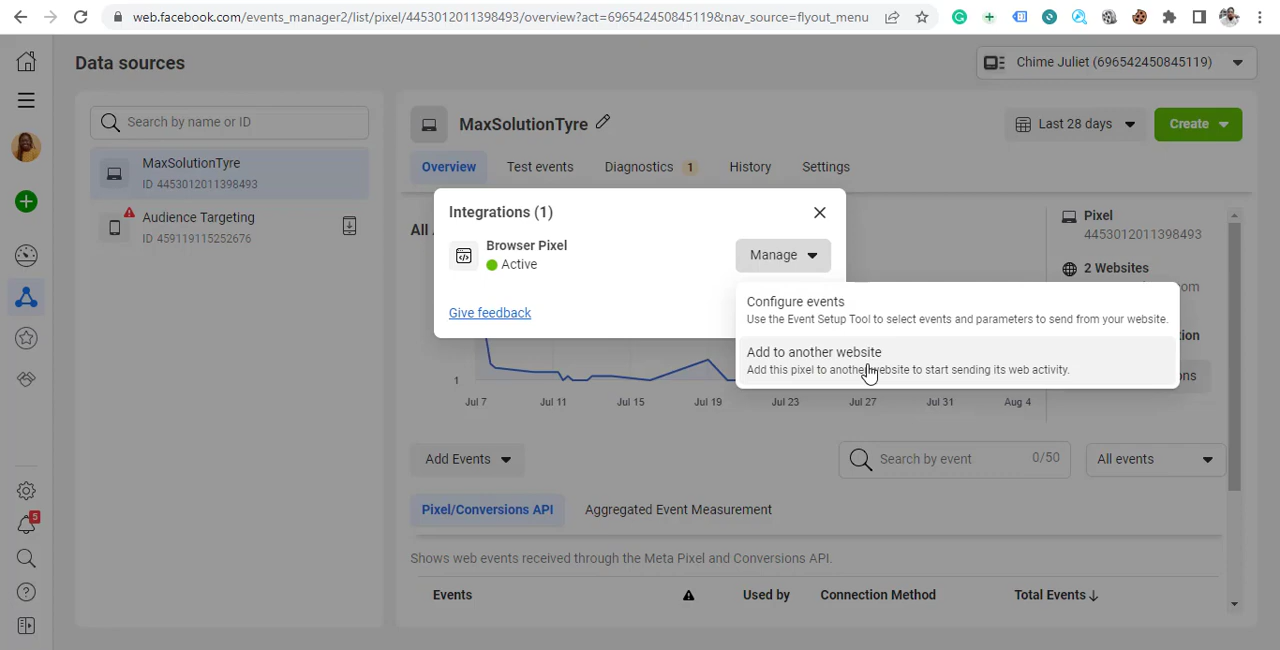 web.facebook.com/events_manager2/list/pixel/4453012011398493/overview?act=696542450845119&nav_source=flyout_menu
Data sources
Chime Juliet (696542450845119)
Search by name or ID
MaxSolutionTyre
Last 28 days
Create
MaxSolutionTyre
ID 4453012011398493
Overview
Test events
Diagnostics
1
History
Settings
Audience Targeting
ID 459119115252676
Integrations (1)
Browser Pixel
Active
Manage
Give feedback
Configure events
Use the Event Setup Tool to select events and parameters to send from your website.
Add to another website
Add this pixel to another website to start sending its web activity.
All
Pixel
4453012011398493
2 Websites
1
Jul 7
Jul 11
Jul 15
Jul 19
Jul 23
Jul 27
Jul 31
Aug 4
Add Events
Search by event
0/50
All events
Pixel/Conversions API
Aggregated Event Measurement
5
Shows web events received through the Meta Pixel and Conversions API.
Events
Used by
Connection Method
Total Events